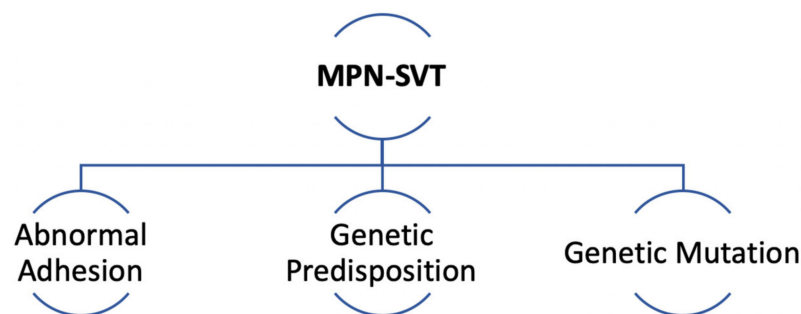 MPN-SVT
Abnormal
Adhesion
Genetic
Predisposition
Genetic Mutation